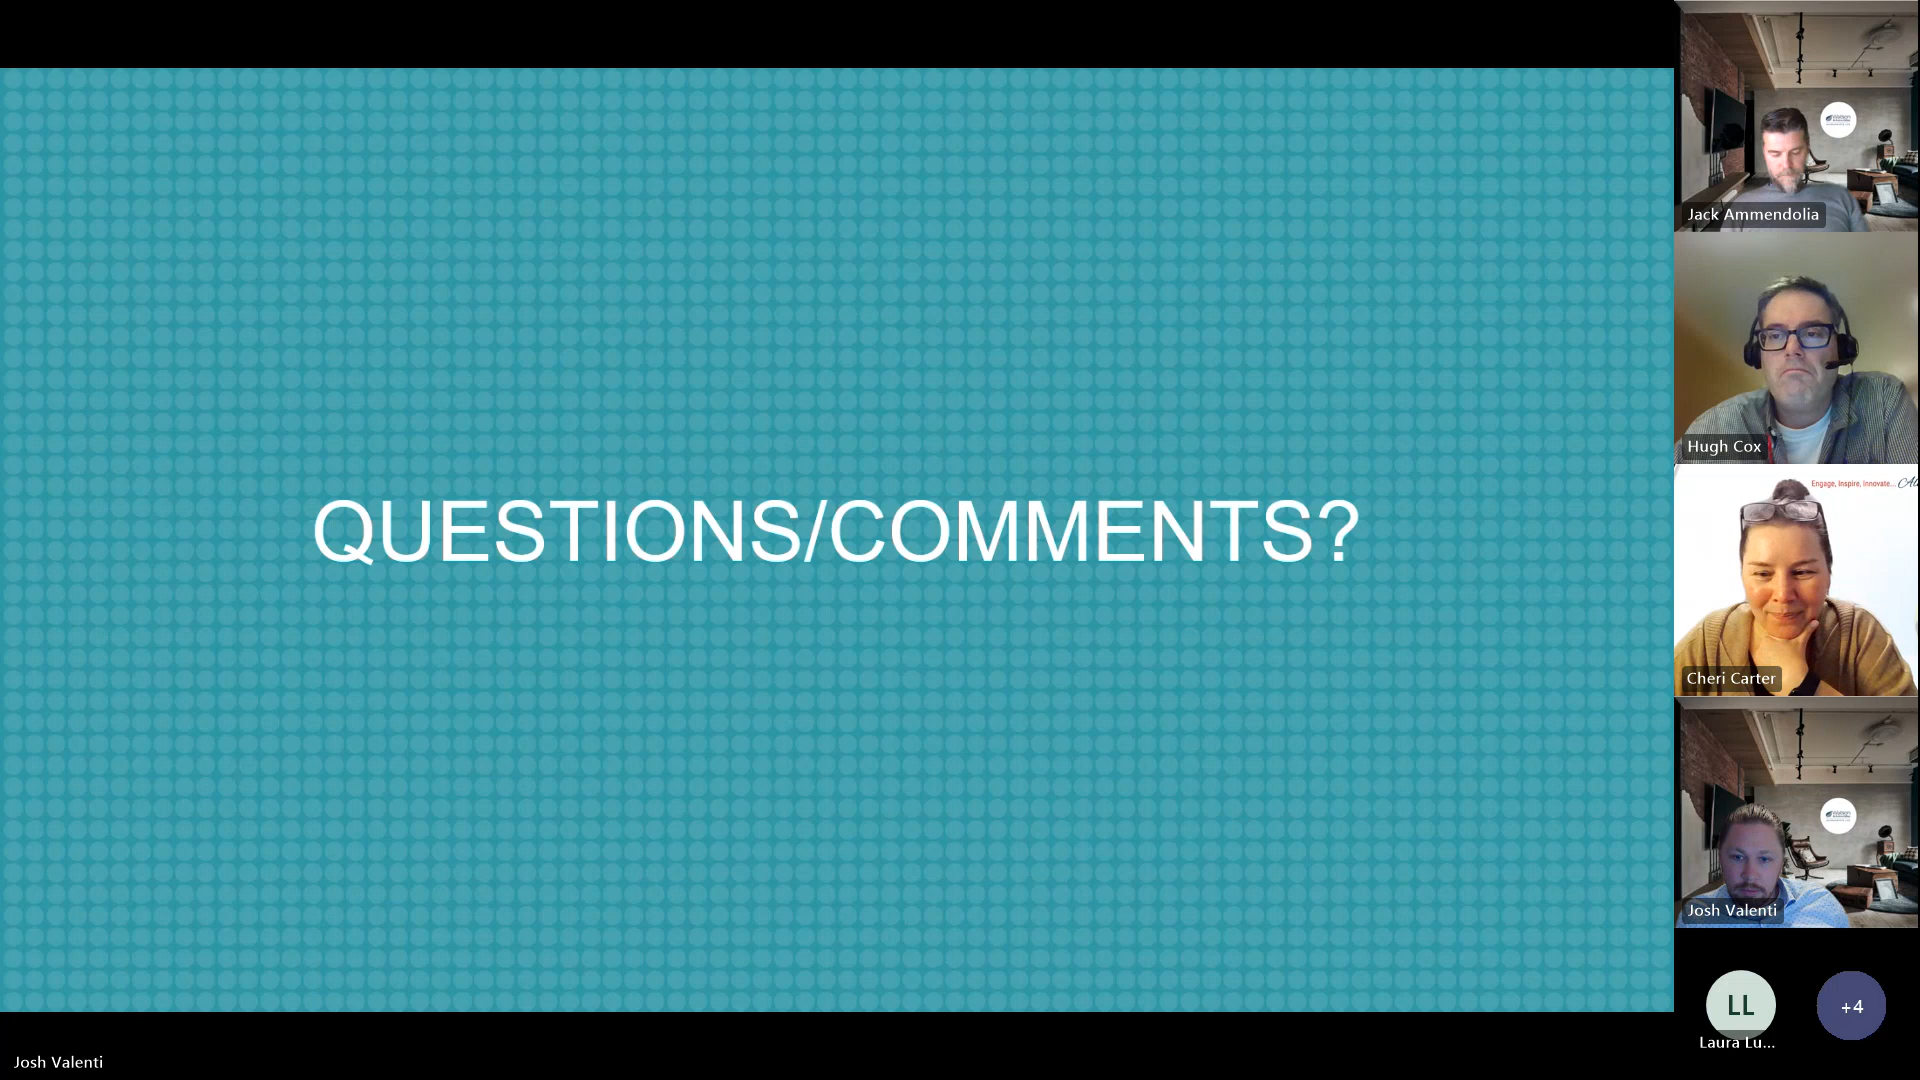 QUESTIONS/COMMENTS?
Jack Ammendolia
Hugh Cox
Engage, Inspire, Innovate...
Cheri Carter
Josh Valenti
LL
+4
Laura Lu...
Josh Valenti